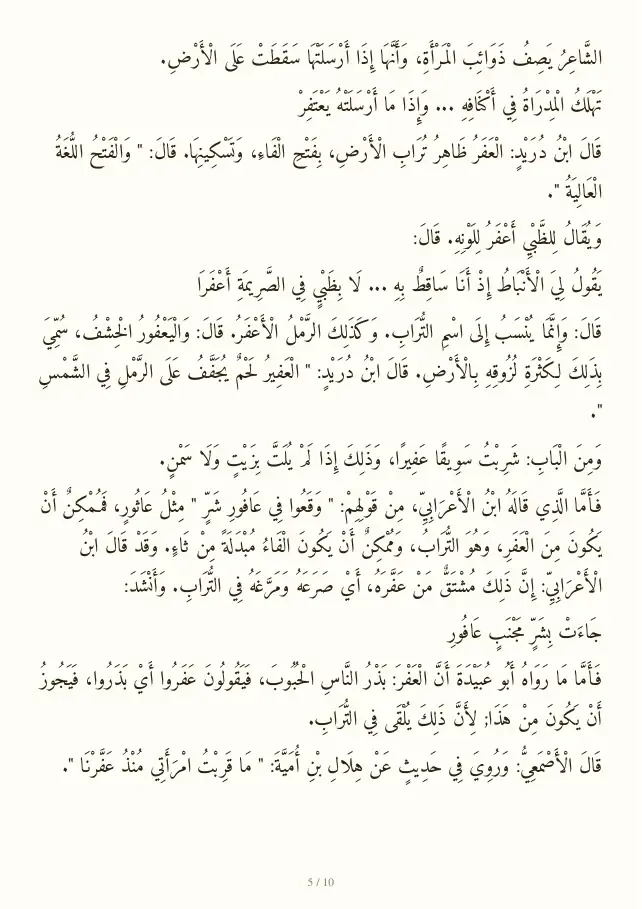 الشَّاعِرُ يَصِفُ ذَوَائِبَ الْمَرْأَةِ، وَأَنَّهَا إِذَا أَرْسَلَتْهَا سَقَطَتْ عَلَى الْأَرْضِ.
تَهْلَِكُ الْمِدْرَاةُ فِي أَكْنَافِهِ ... وَإِذَا مَا أَرْسَلَتْهُ يَعْتَفِرْ
قَالَ ابْنُ دُرَيْدٍ: الْعَفَرُ ظَاهِرُ تُرَابِ الْأَرْضِ، بِفَتْحِ الْفَاءِ، وَتَسْكِينِهَا. قَالَ: " وَالْفَتْحُ اللُّغَةُ
الْعَالِيَةُ ".
وَيُقَالُ لِلظَّبْيِ أَعْفَرُ لِلَوْنِهِ. قَالَ:
يَقُولُ لِيَ الْأَنْبَاطُ إِذْ أَنَا سَاقِطٌ بِهِ ... لَا بِظَبْيٍ فِي الصَّرِيمَةِ أَعْفَرَا
قَالَ: وَإِنَّمَا يُنْسَبُ إِلَى اسْمِ التُّرَابِ. وَكَذَلِكَ الرَّمْلُ الْأَعْفَرُ. قَالَ: وَالْيَعْفُورُ الْخِشْفُ، سُمِّيَ
بِذَلِكَ لِكَثْرَةِ لُزُوقِهِ بِالْأَرْضِ. قَالَ ابْنُ دُرَيْدٍ: " الْعَفِيرُ لَحْمٌ يُجَفَّفُ عَلَى الرَّمْلِ فِي الشَّمْسِ
".
وَمِنَ الْبَابِ: شَرِبْتُ سَوِيقًا عَفِيرًا، وَذَلِكَ إِذَا لَمْ يُلَتَّ بِزَيْتٍ وَلَا سَمْنٍ.
فَأَمَّا الَّذِي قَالَهُ ابْنُ الْأَعْرَابِيِّ، مِنْ قَوْلِهِمْ: " وَقَعُوا فِي عَافُورِ شَرٍّ " مِثْلُ عَاثُورٍ، فَمُمْكِنٌ أَنْ
يَكُونَ مِنَ الْعَفَرِ، وَهُوَ التُّرَابُ، وَمُمْكِنٌ أَنْ يَكُونَ الْفَاءُ مُبْدَلَةً مِنْ ثَاءٍ. وَقَدْ قَالَ ابْنُ
الْأَعْرَابِيِّ: إِنَّ ذَلِكَ مُشْتَقٌّ مَنْ عَفَّرَهُ، أَيْ صَرَعَهُ وَمَرَّغَهُ فِي التُّرَابِ. وَأَنْشَدَ:
جَاءَتْ بِشَرٍّ مَجْنَبٍ عَافُورِ
فَأَمَّا مَا رَوَاهُ أَبُو عُبَيْدَةَ أَنَّ الْعَفْرَ: بَذْرُ النَّاسِ الْحُبُوبَ، فَيَقُولُونَ عَفَرُوا أَيْ بَذَرُوا، فَيَجُوزُ
أَنْ يَكُونَ مِنْ هَذَا; لِأَنَّ ذَلِكَ يُلْقَى فِي التُّرَابِ.
قَالَ الْأَصْمَعِيُّ: وَرُوِيَ فِي حَدِيثٍ عَنْ هِلَالِ بْنِ أُمَيَّةَ: " مَا قَرِبْتُ امْرَأَتِي مُنْذُ عَفَّرْنَا ".
5 / 10